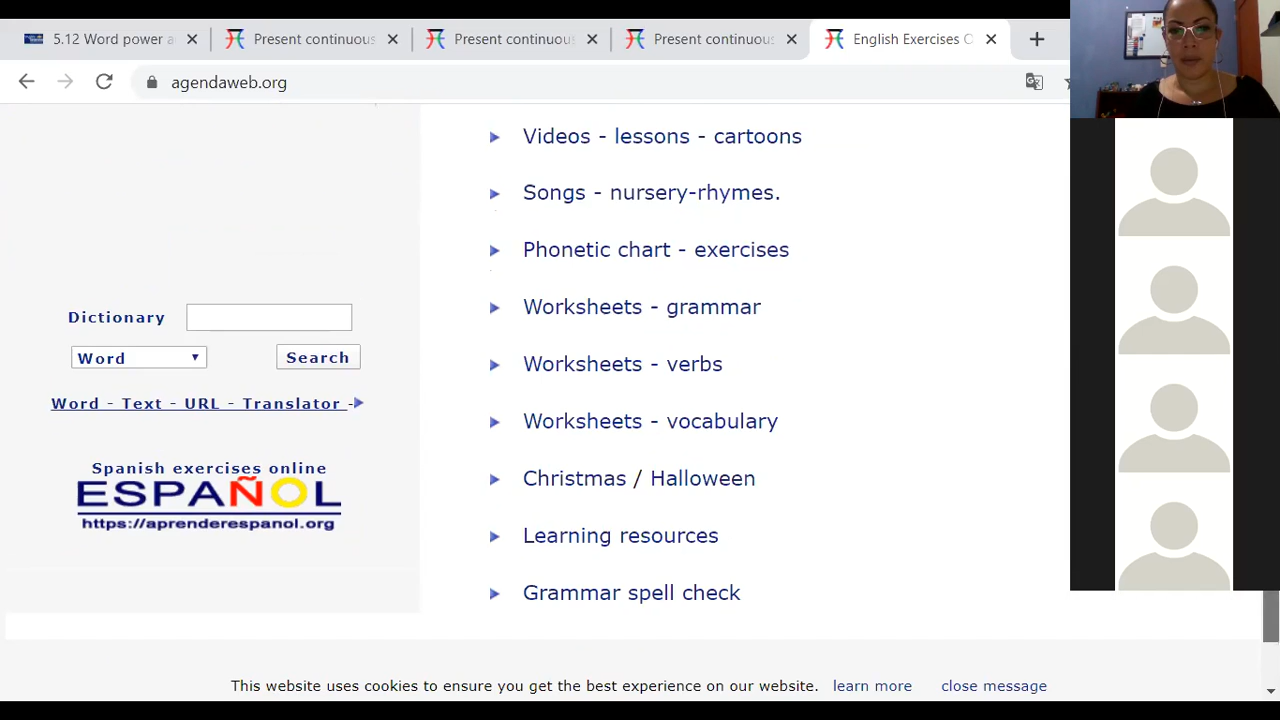 5.12 Word power a
Present continuous
Present continuous
Present continuous
English Exercises O
agendaweb.org
Videos - lessons - cartoons
Songs - nursery-rhymes.
Phonetic chart - exercises
Worksheets - grammar
Worksheets - verbs
Worksheets - vocabulary
Christmas / Halloween
Learning resources
Grammar spell check
Dictionary
Word
Search
Word - Text - URL - Translator -
Spanish exercises online
ESPAÑOL
https://aprenderespanol.org
This website uses cookies to ensure you get the best experience on our website. learn more close message